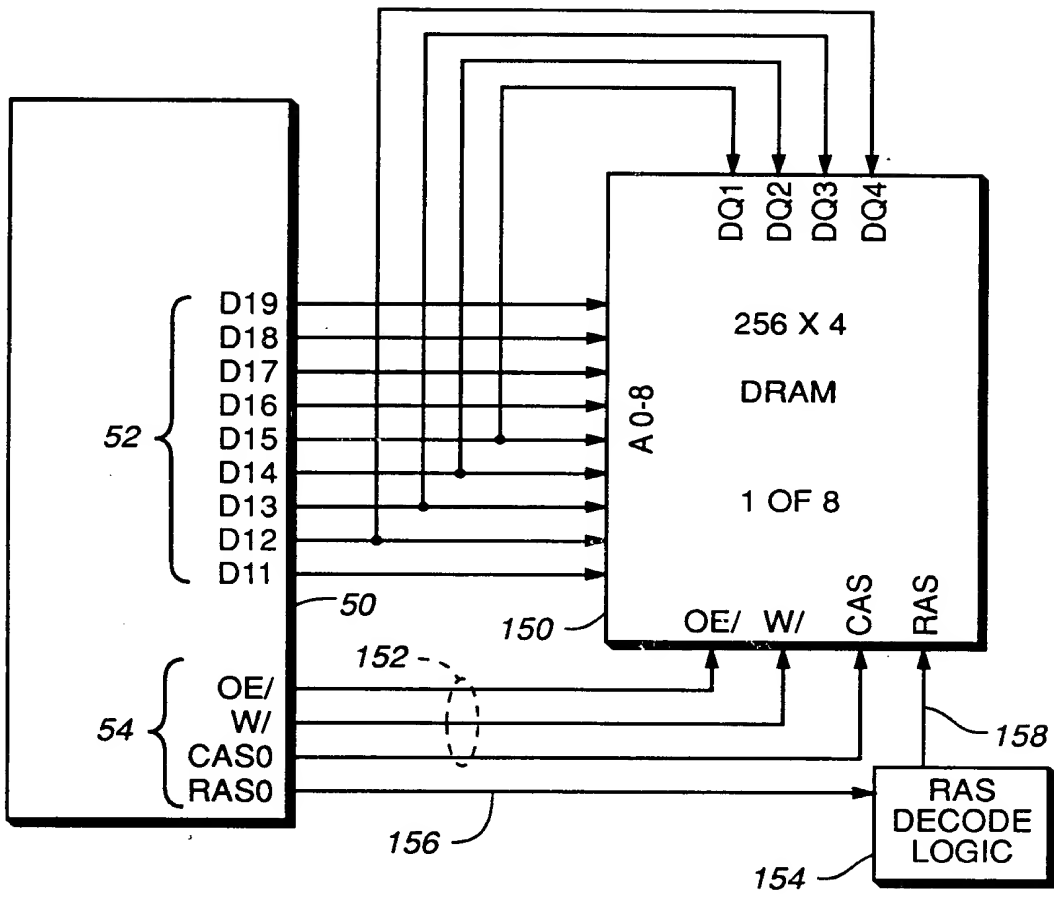 DQ1
DQ2
DQ3
DQ4
D19
D18
D17
D16
D15
D14
D13
D12
D11
52
A 0-8
256 X 4
DRAM
1 OF 8
50
150
OE/
W/
CAS
RAS
152
54
OE/
W/
CAS0
RAS0
158
156
RAS
DECODE
LOGIC
154